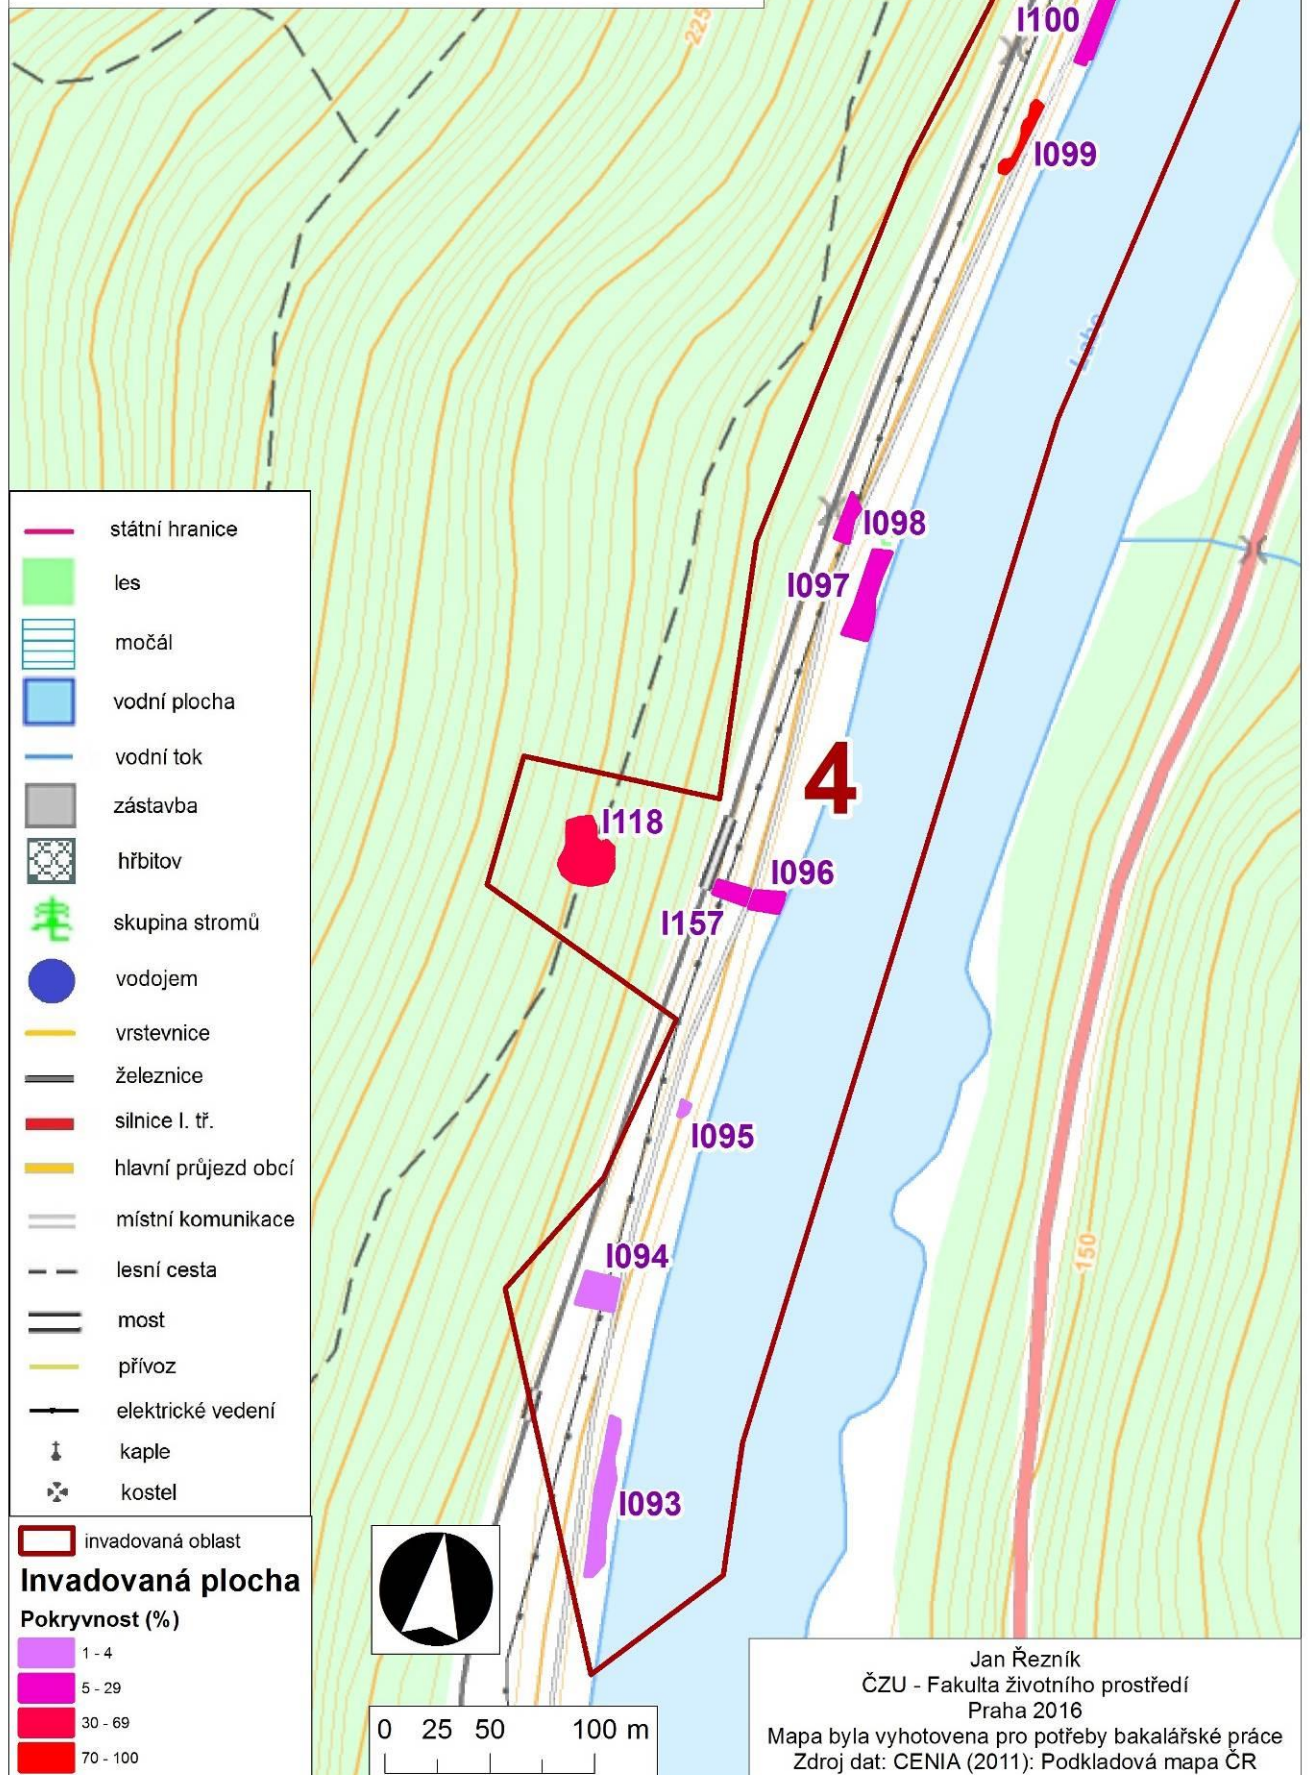 I100
225
I099
Labe
I098
I097
4
I118
I096
I157
I095
I094
150
I093
státní hranice
les
močál
vodní plocha
vodní tok
zástavba
hřbitov
skupina stromů
vodojem
vrstevnice
železnice
silnice I. tř.
hlavní průjezd obcí
místní komunikace
lesní cesta
most
přívoz
elektrické vedení
kaple
kostel
invadovaná oblast
Invadovaná plocha
Pokryvnost (%)
1 - 4
5 - 29
30 - 69
70 - 100
0 25 50 100 m
Jan Řezník
ČZU - Fakulta životního prostředí
Praha 2016
Mapa byla vyhotovena pro potřeby bakalářské práce
Zdroj dat: CENIA (2011): Podkladová mapa ČR